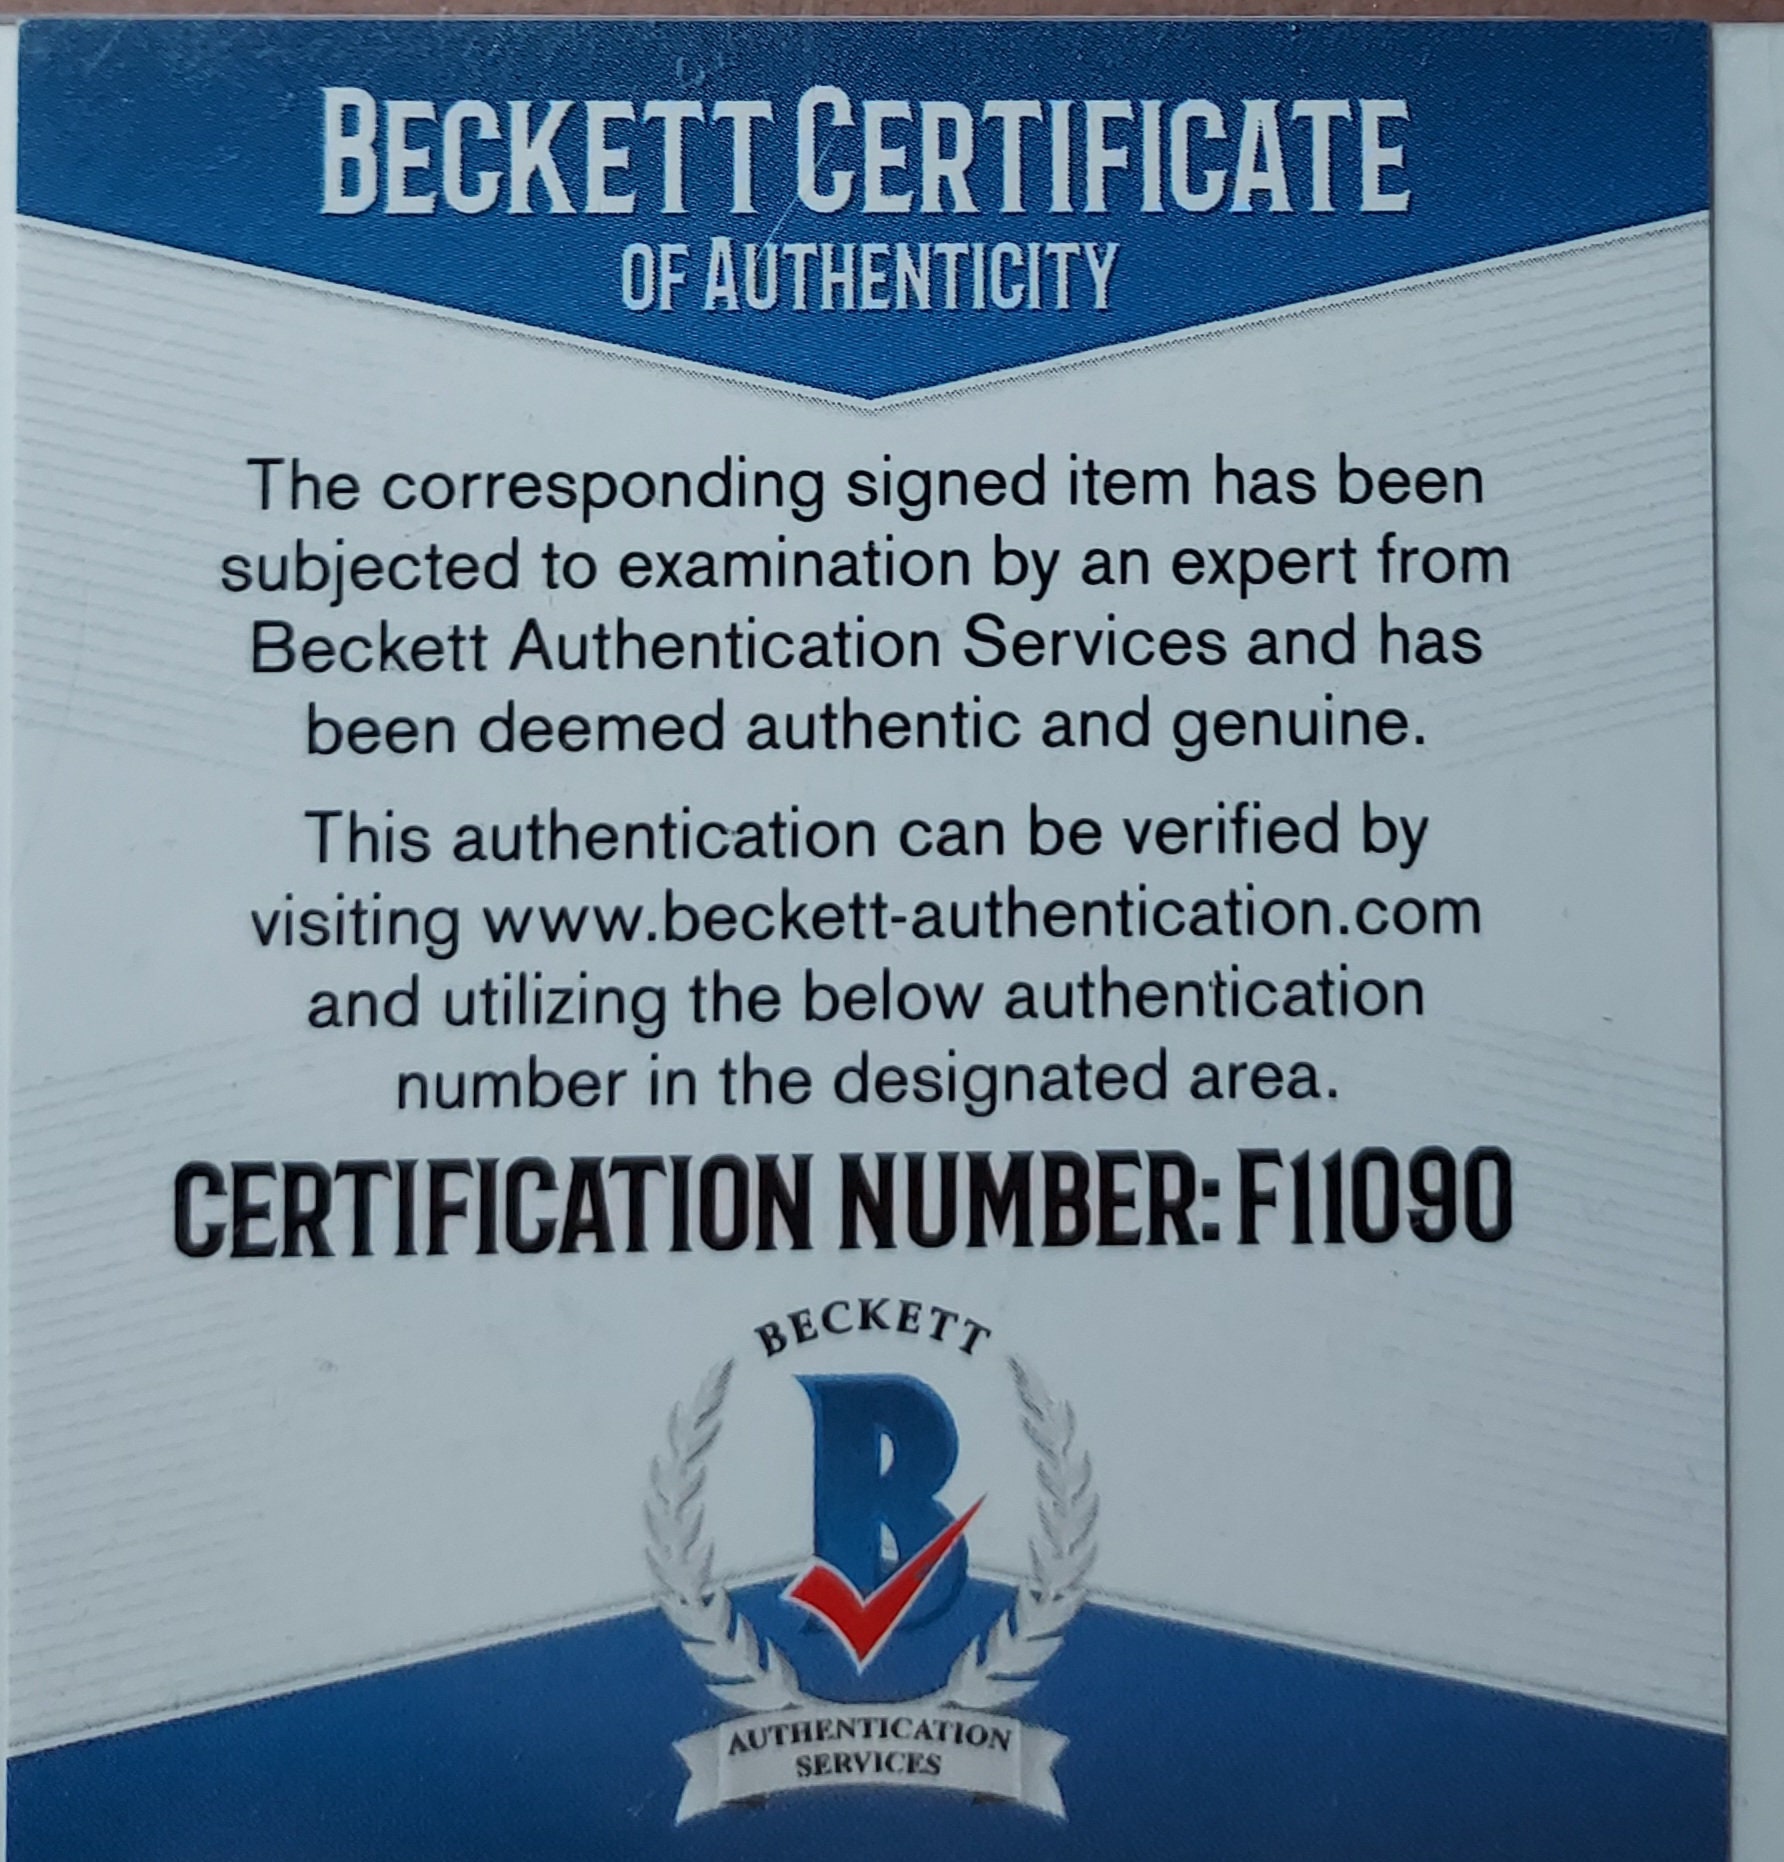 BECKETT CERTIFICATE
OF AUTHENTICITY
The corresponding signed item has been
subjected to examination by an expert from
Beckett Authentication Services and has
been deemed authentic and genuine.
This authentication can be verified by
visiting www.beckett-authentication.com
and utilizing the below authentication
number in the designated area.
CERTIFICATION NUMBER: F11090
BECKETT
B
AUTHENTICATION
SERVICES